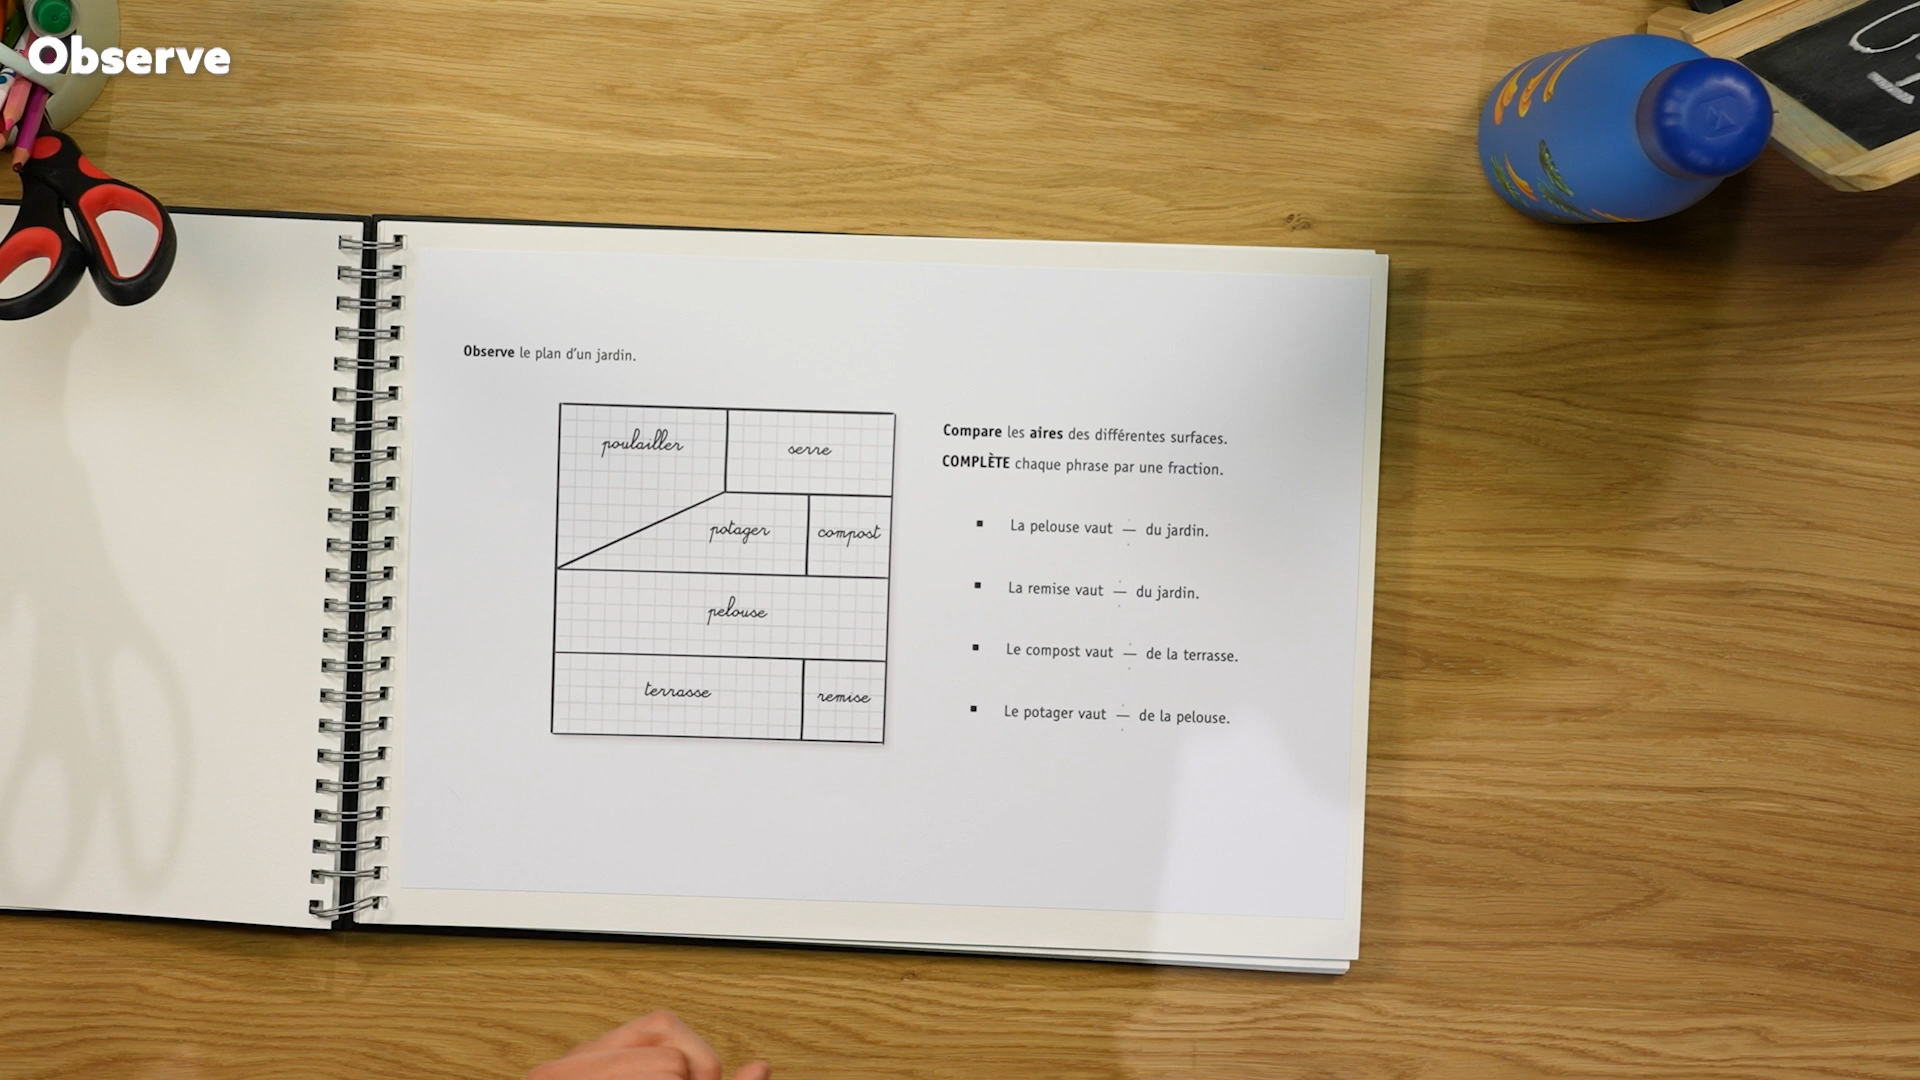 Observe
Observe le plan d'un jardin.
poulailler
serre
potager
compost
pelouse
terrasse
remise
Compare les aires des différentes surfaces.
COMPLÈTE chaque phrase par une fraction.
▪ La pelouse vaut — du jardin.
▪ La remise vaut — du jardin.
▪ Le compost vaut — de la terrasse.
▪ Le potager vaut — de la pelouse.